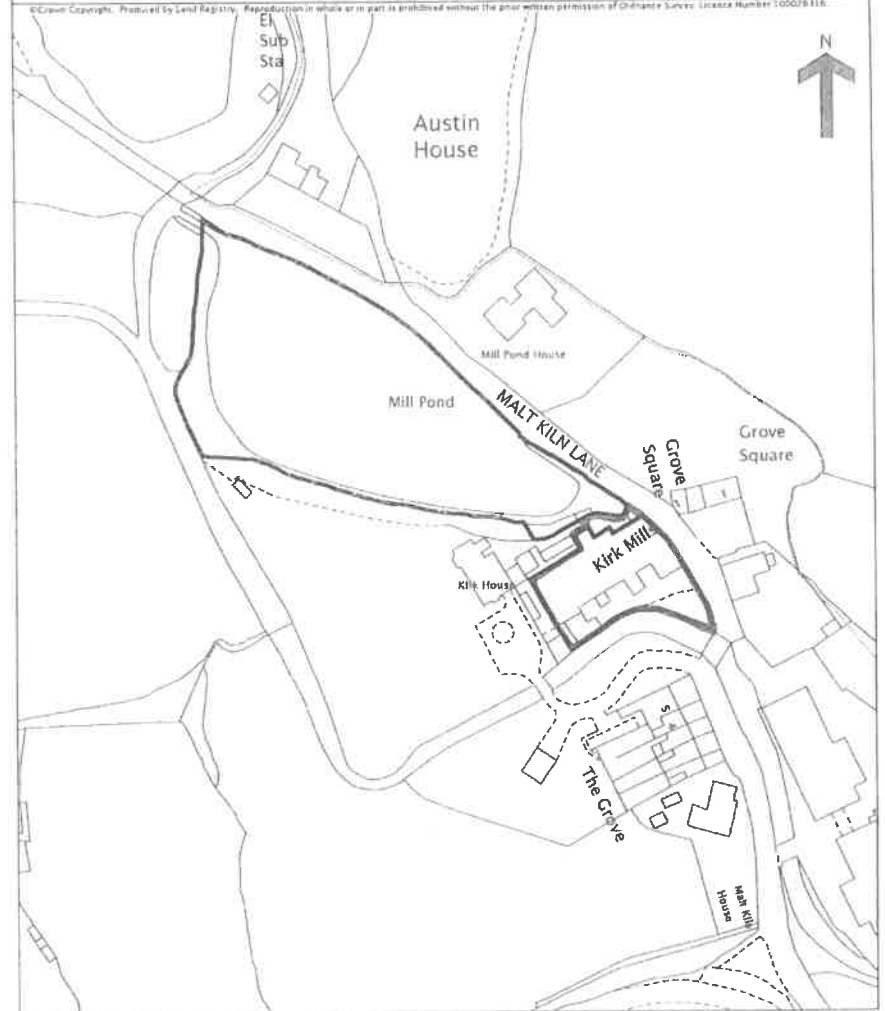 ©Crown Copyright. Produced by Land Registry. Reproduction in whole or in part is prohibited without the prior written permission of Ordnance Survey. Licence Number 100026316.
El
Sub
Sta
N
Austin
House
Mill Pond House
Mill Pond
MALT KILN LANE
Grove
Square
Grove
Square
Kirk Mills
Kirk House
The Grove
Malt Kiln
House